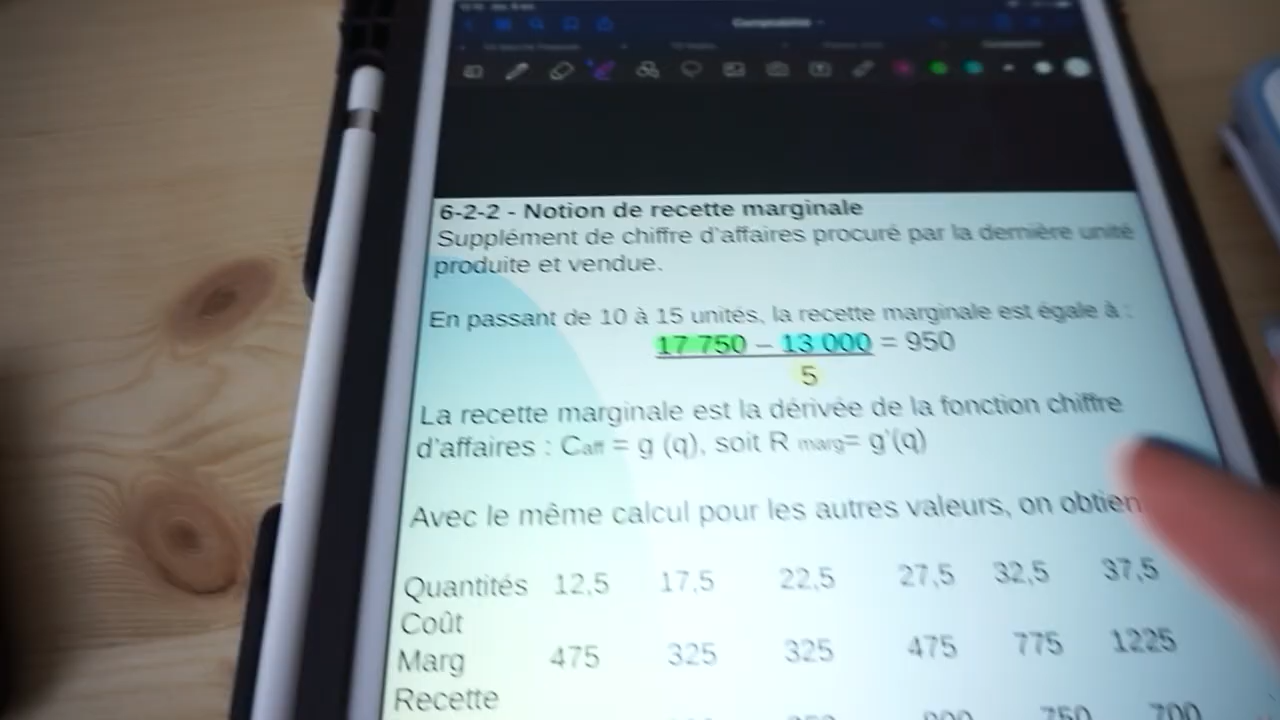 6-2-2 - Notion de recette marginale
Supplément de chiffre d'affaires procuré par la dernière unité
produite et vendue.
En passant de 10 à 15 unités, la recette marginale est égale à :
17 750 – 13 000 = 950
5
La recette marginale est la dérivée de la fonction chiffre
d'affaires : Caff = g (q), soit R marg= g'(q)
Avec le même calcul pour les autres valeurs, on obtien
Quantités 12,5 17,5 22,5 27,5 32,5 37,5
Coût
Marg 475 325 325 475 775 1225
Recette
750 700